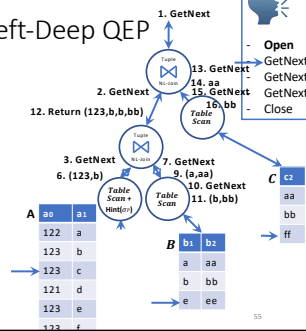 eft-Deep QEP
1. GetNext
- Open
- GetNext
- GetNext
- GetNext
- Close
Tuple
NL-Join
13. GetNext
14. aa
15. GetNext
16. bb
2. GetNext
Table
Scan
12. Return (123,b,b,bb)
Tuple
NL-Join
3. GetNext
6. (123,b)
7. GetNext
9. (a,aa)
10. GetNext
11. (b,bb)
Table
Scan +
Table
Scan
C
c2
aa
bb
ff
A
a0 a1
122 a
123 b
123 c
121 d
123 e
123 f
B
b1 b2
a aa
b bb
e ee
55